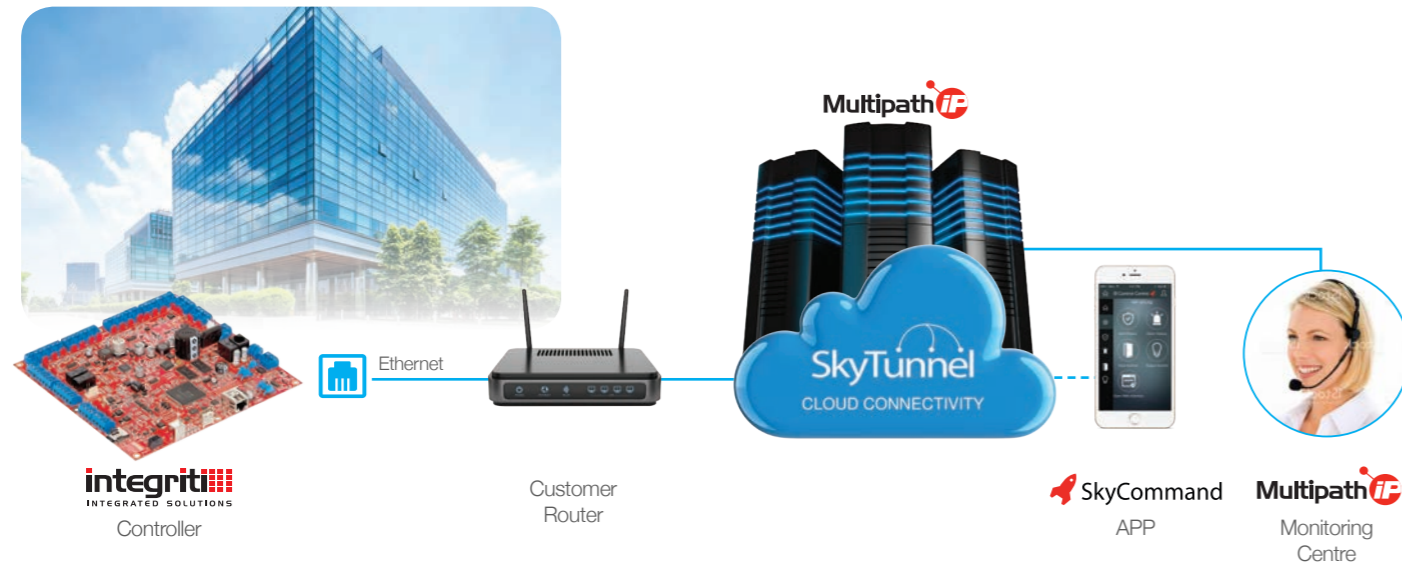 Multipath iP
Ethernet
SkyTunnel
CLOUD CONNECTIVITY
integriti
INTEGRATED SOLUTIONS
Controller
Customer
Router
SkyCommand
APP
Multipath iP
Monitoring
Centre